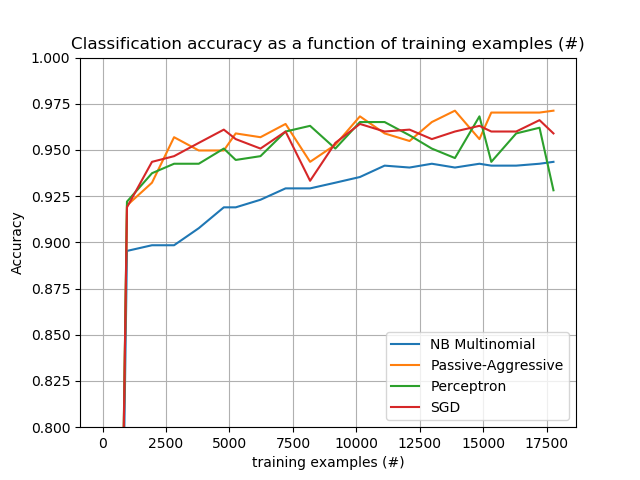 Classification accuracy as a function of training examples (#)
1.000
0.975
0.950
0.925
0.900
0.875
0.850
0.825
0.800
Accuracy
NB Multinomial
Passive-Aggressive
Perceptron
SGD
0 2500 5000 7500 10000 12500 15000 17500
training examples (#)